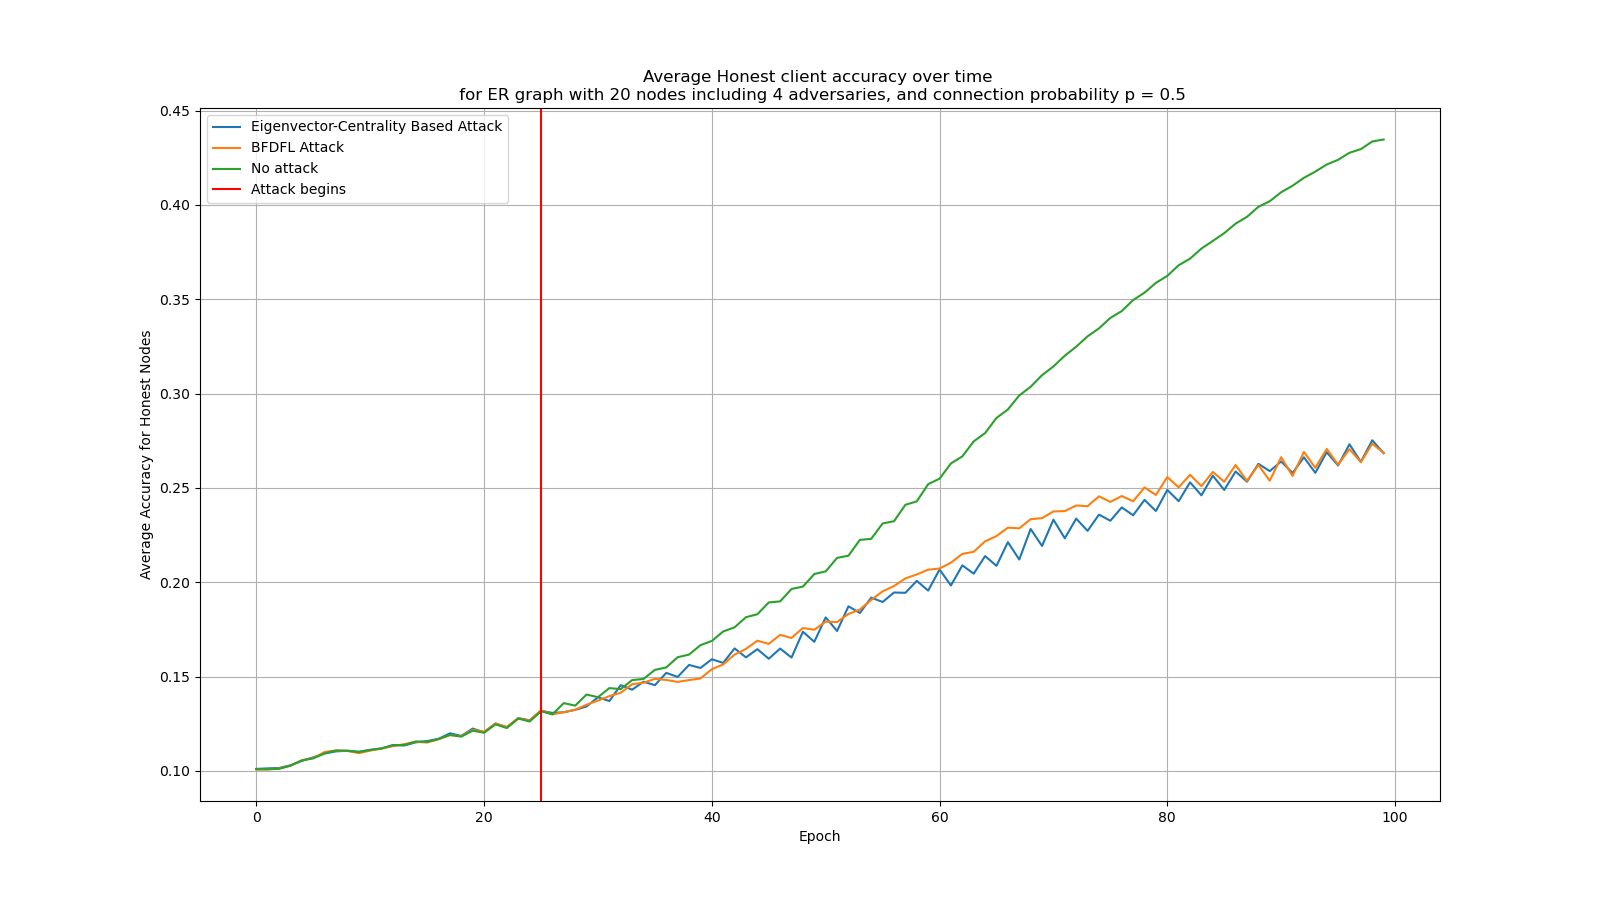 Average Honest client accuracy over time
for ER graph with 20 nodes including 4 adversaries, and connection probability p = 0.5
Eigenvector-Centrality Based Attack
BFDFL Attack
No attack
Attack begins
Average Accuracy for Honest Nodes
0.45
0.40
0.35
0.30
0.25
0.20
0.15
0.10
0 20 40 60 80 100
Epoch